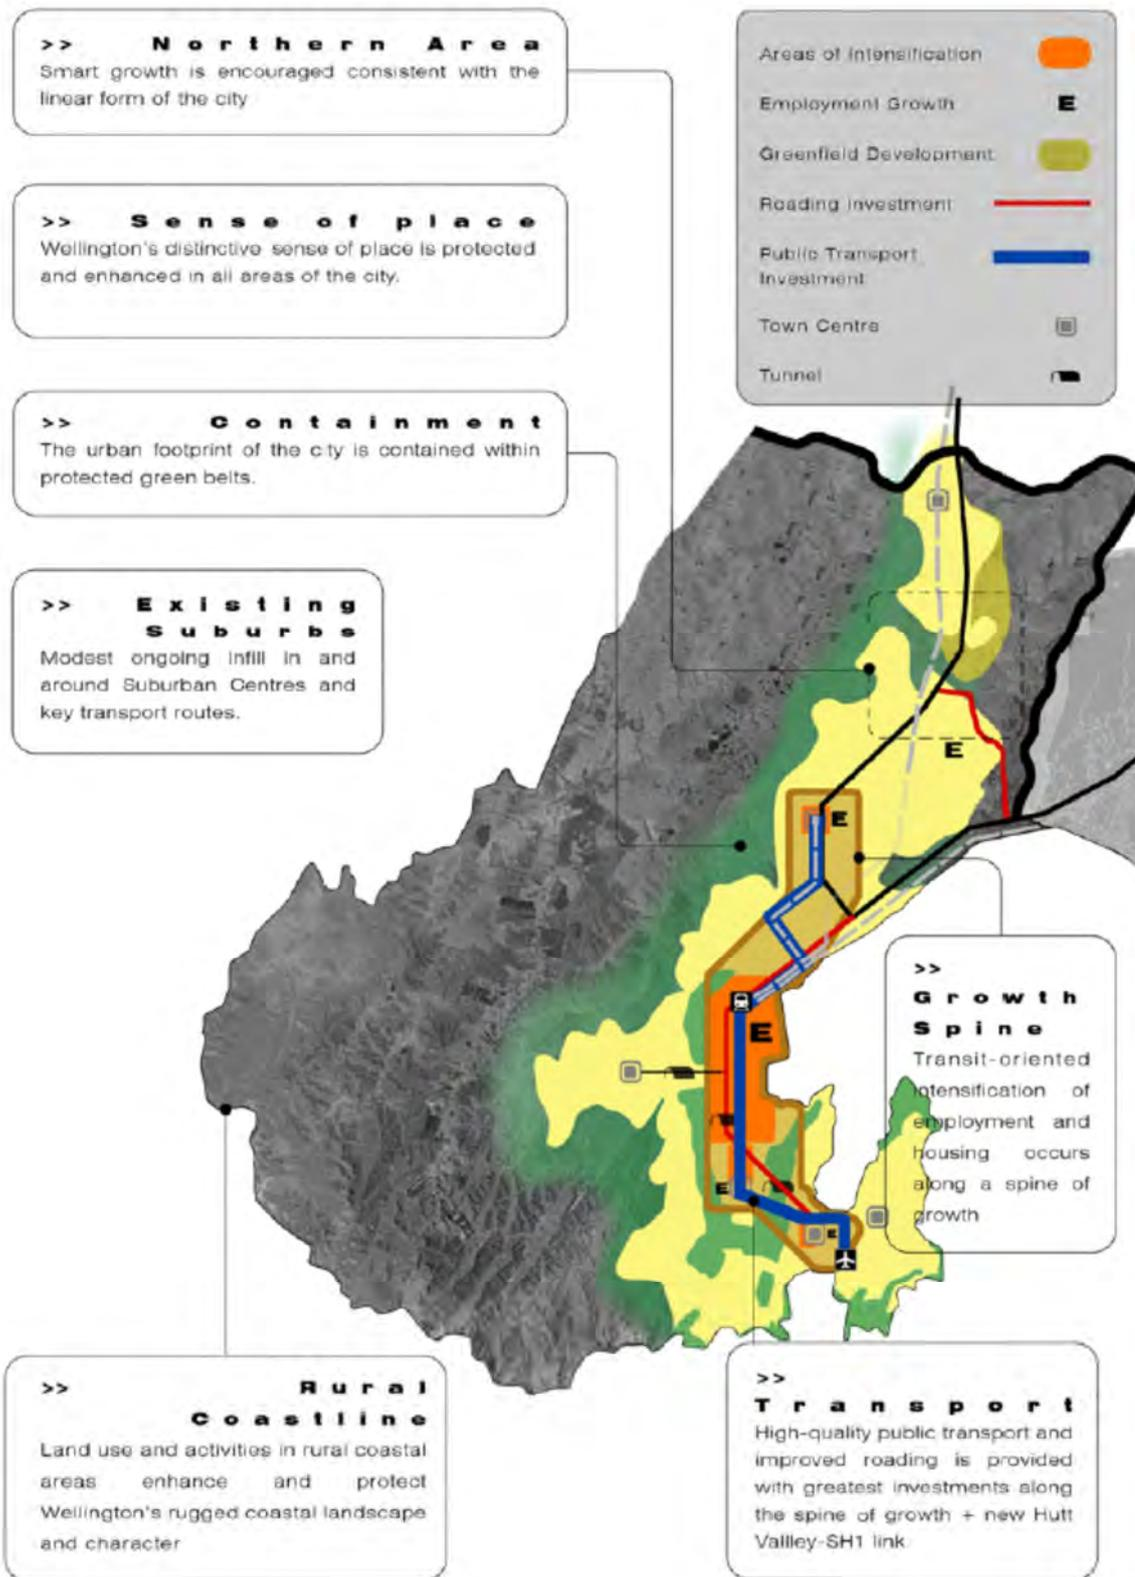 >> Northern Area
Smart growth is encouraged consistent with the
linear form of the city
>> Sense of place
Wellington's distinctive sense of place is protected
and enhanced in all areas of the city.
>> Containment
The urban footprint of the city is contained within
protected green belts.
>> Existing
Suburbs
Modest ongoing infill in and
around Suburban Centres and
key transport routes.
Areas of Intensification
Employment Growth E
Greenfield Development
Roading Investment
Public Transport
Investment
Town Centre
Tunnel
E
E
E
E
E
>>
Growth
Spine
Transit-oriented
intensification of
employment and
housing occurs
along a spine of
growth
>> Rural
Coastline
Land use and activities in rural coastal
areas enhance and protect
Wellington's rugged coastal landscape
and character
>>
Transport
High-quality public transport and
improved roading is provided
with greatest investments along
the spine of growth + new Hutt
Vallley-SH1 link